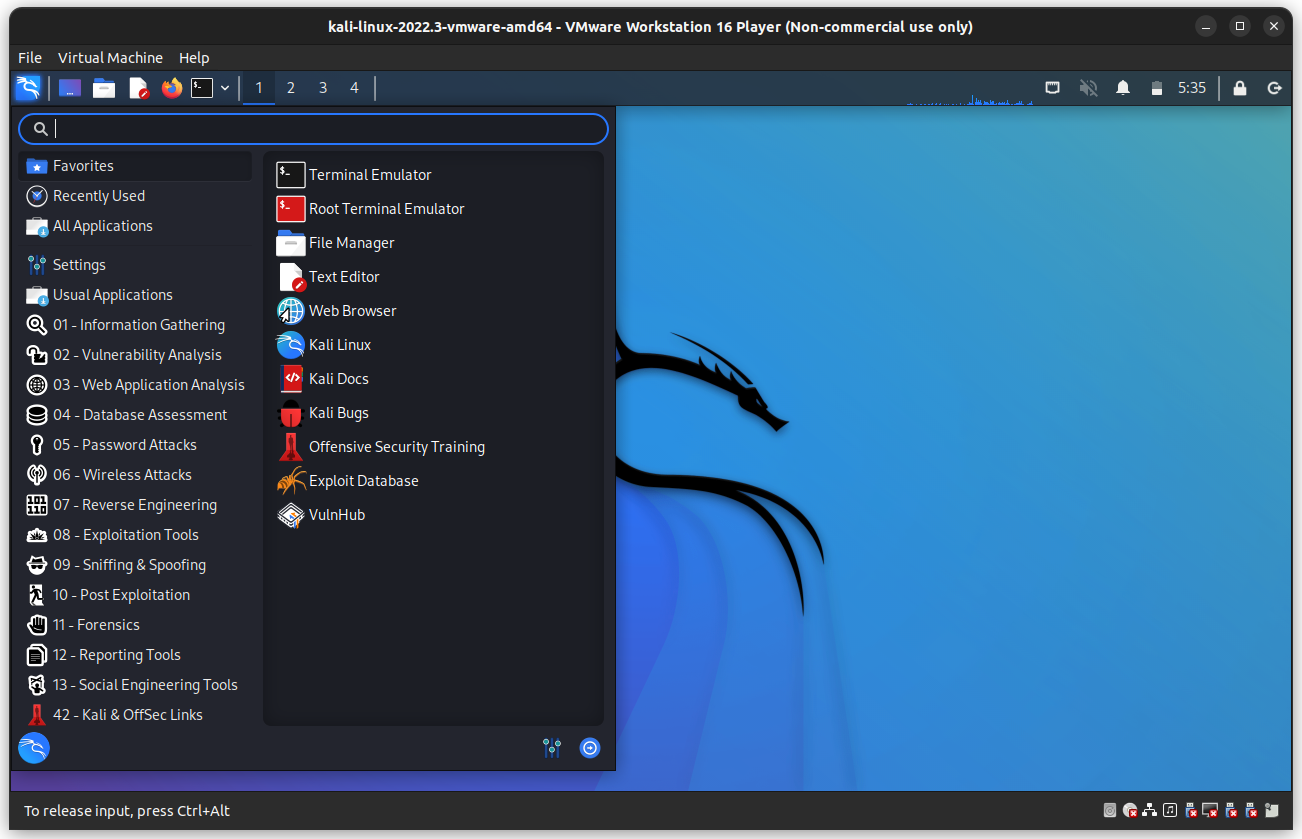 kali-linux-2022.3-vmware-amd64 - VMware Workstation 16 Player (Non-commercial use only)
File Virtual Machine Help
1 2 3 4 5:35
Favorites
Recently Used
All Applications
Settings
Usual Applications
01 - Information Gathering
02 - Vulnerability Analysis
03 - Web Application Analysis
04 - Database Assessment
05 - Password Attacks
06 - Wireless Attacks
07 - Reverse Engineering
08 - Exploitation Tools
09 - Sniffing & Spoofing
10 - Post Exploitation
11 - Forensics
12 - Reporting Tools
13 - Social Engineering Tools
42 - Kali & OffSec Links
Terminal Emulator
Root Terminal Emulator
File Manager
Text Editor
Web Browser
Kali Linux
Kali Docs
Kali Bugs
Offensive Security Training
Exploit Database
VulnHub
To release input, press Ctrl+Alt